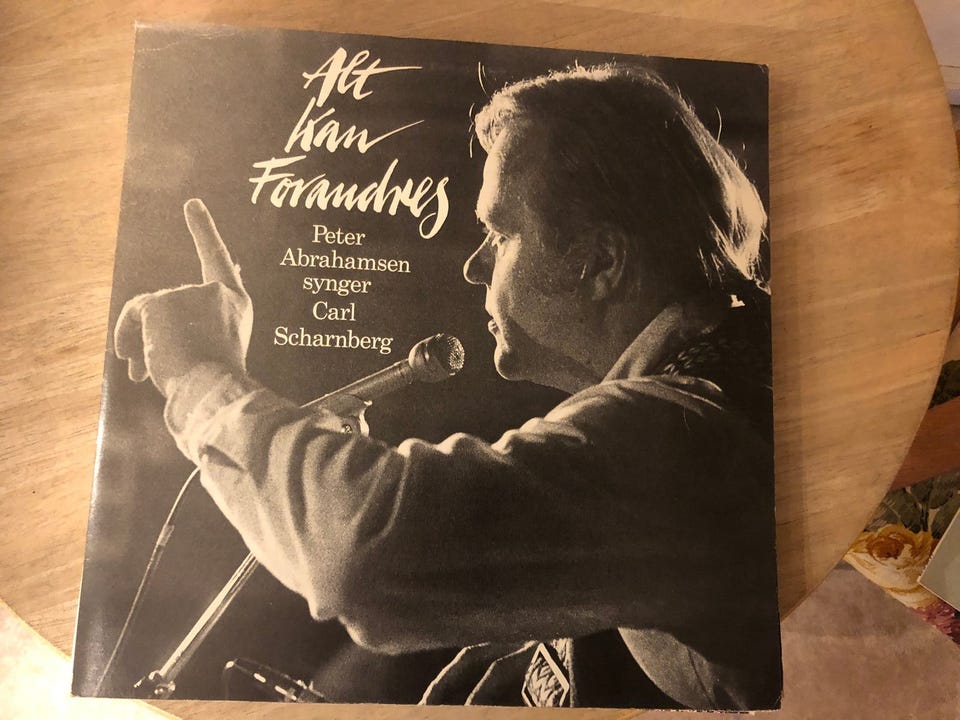 Alt
Kan
Forandres
Peter
Abrahamsen
synger
Carl
Scharnberg